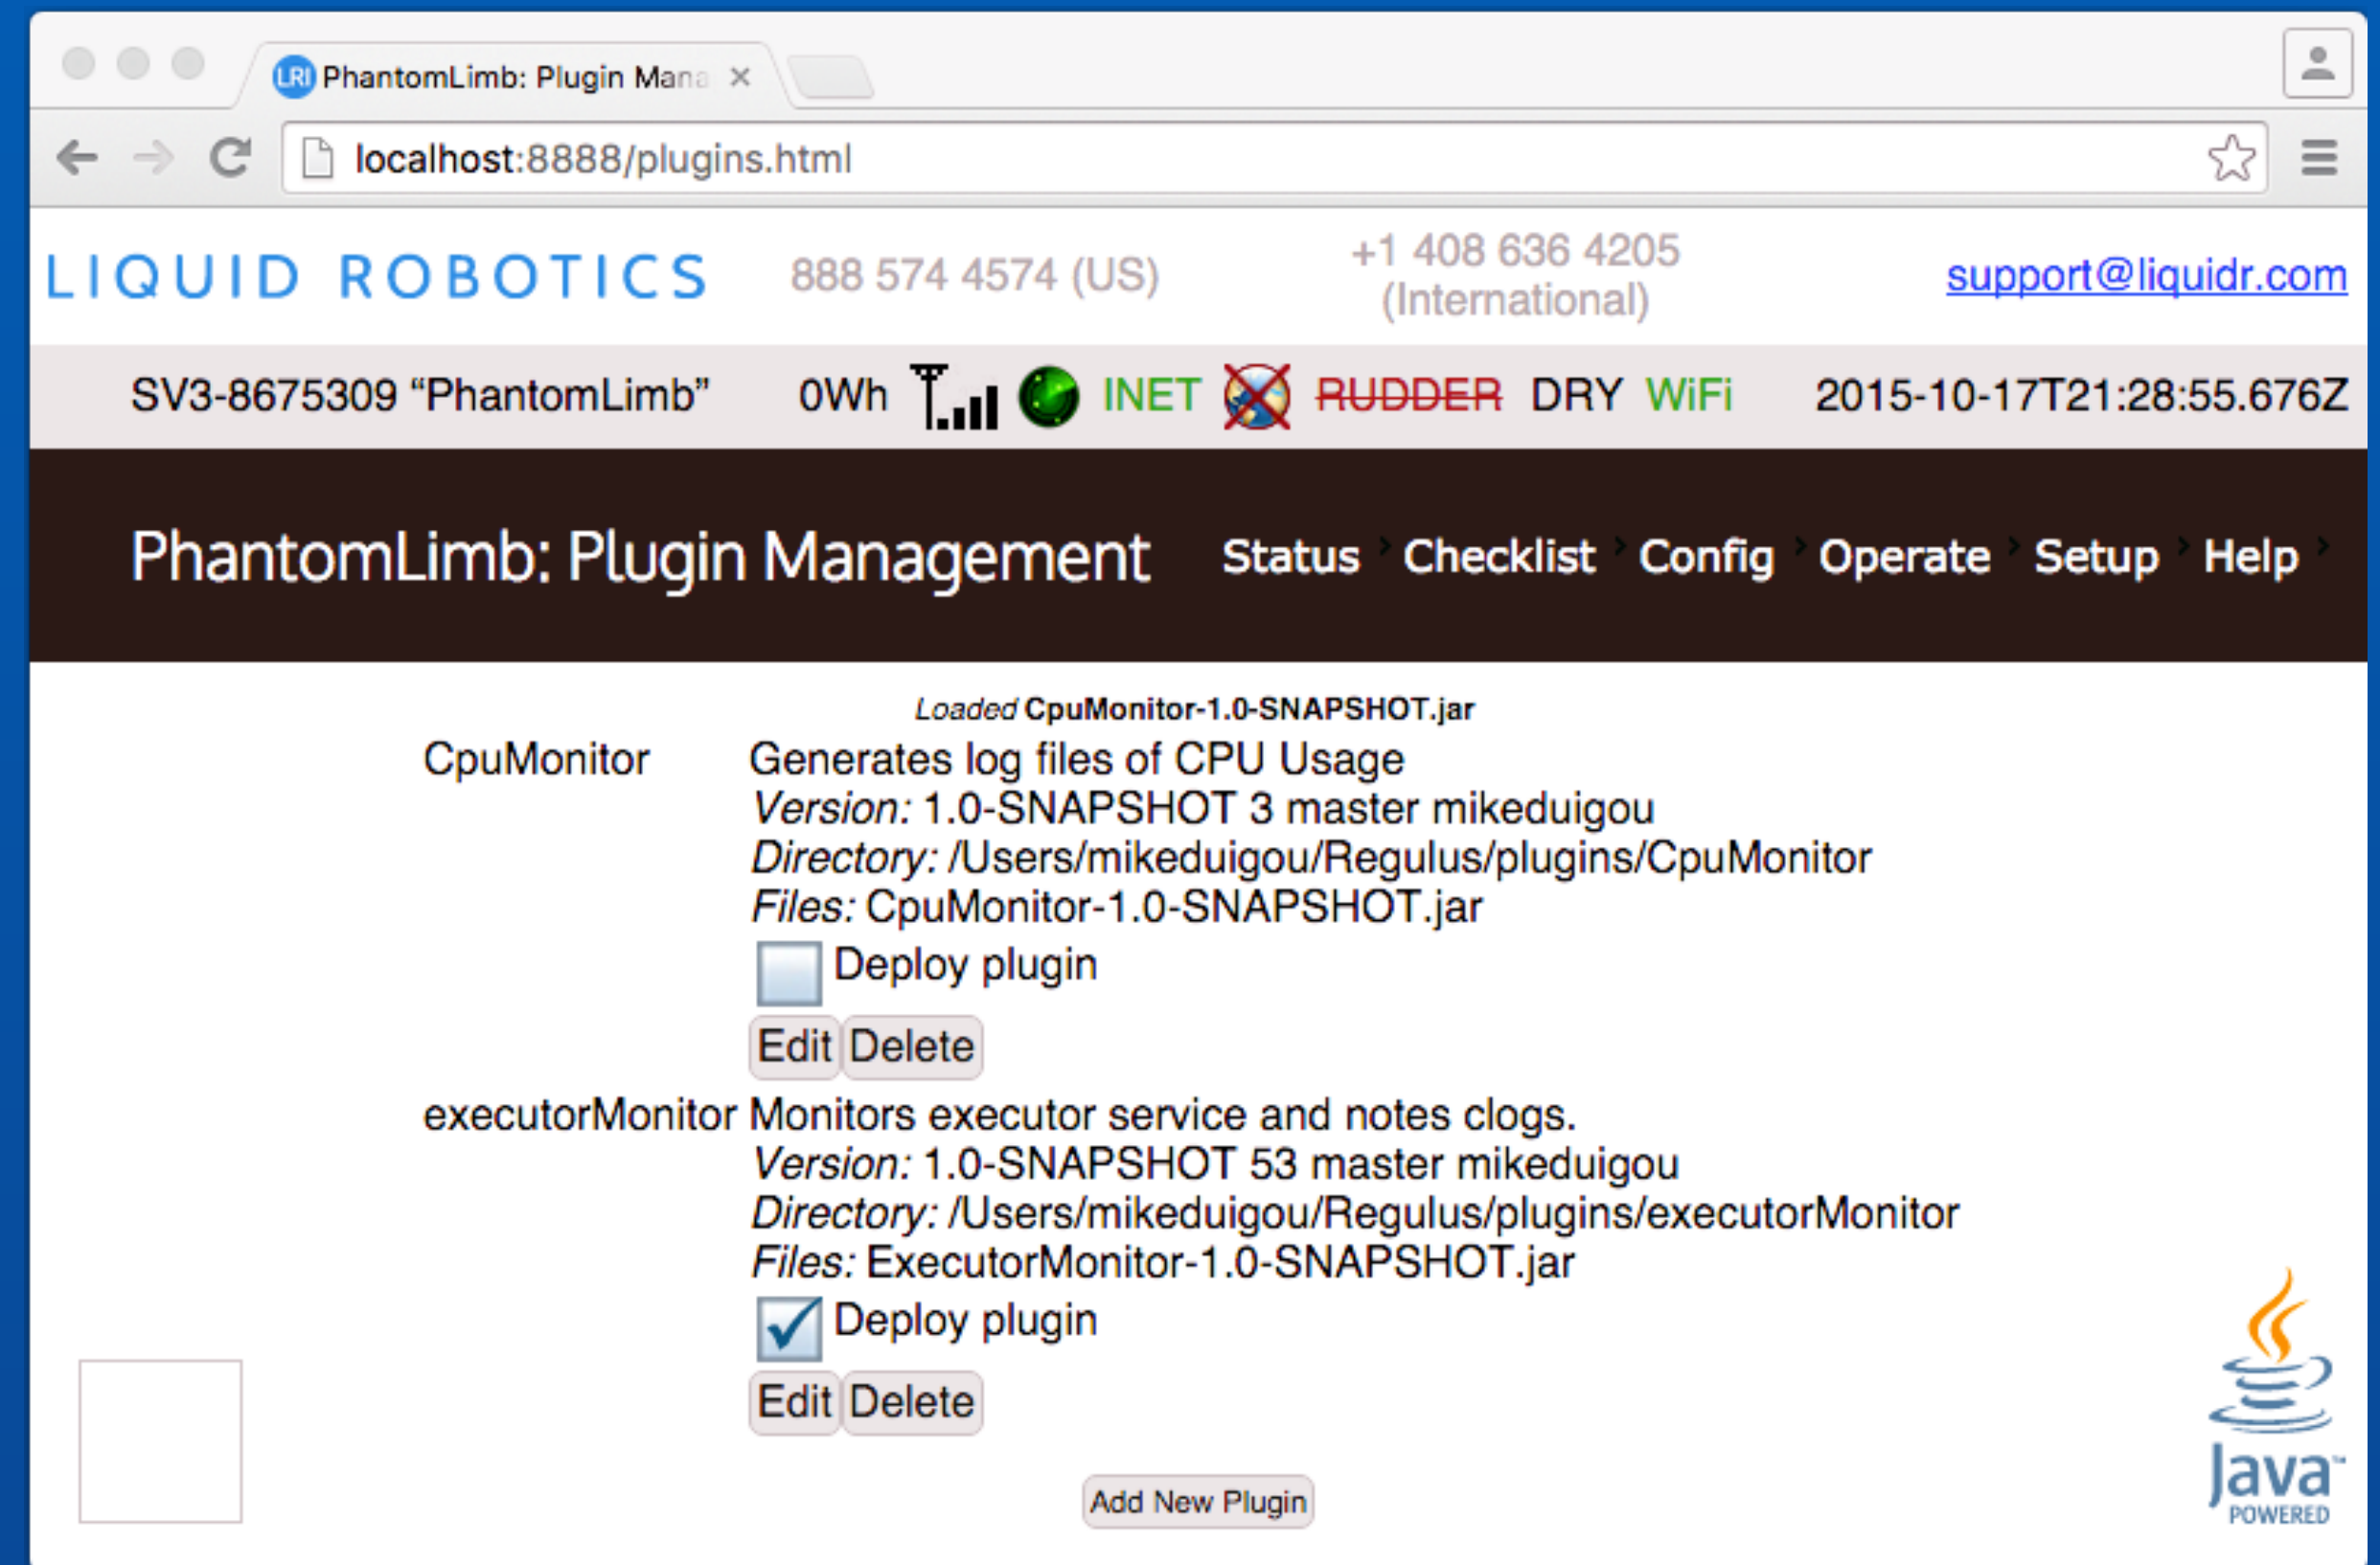 LRI PhantomLimb: Plugin Mana
localhost:8888/plugins.html
LIQUID ROBOTICS 888 574 4574 (US) +1 408 636 4205 (International) support@liquidr.com
SV3-8675309 “PhantomLimb” 0Wh INET RUDDER DRY WiFi 2015-10-17T21:28:55.676Z
PhantomLimb: Plugin Management Status Checklist Config Operate Setup Help
Loaded CpuMonitor-1.0-SNAPSHOT.jar
CpuMonitor Generates log files of CPU Usage
Version: 1.0-SNAPSHOT 3 master mikeduigou
Directory: /Users/mikeduigou/Regulus/plugins/CpuMonitor
Files: CpuMonitor-1.0-SNAPSHOT.jar
Deploy plugin
Edit Delete
executorMonitor Monitors executor service and notes clogs.
Version: 1.0-SNAPSHOT 53 master mikeduigou
Directory: /Users/mikeduigou/Regulus/plugins/executorMonitor
Files: ExecutorMonitor-1.0-SNAPSHOT.jar
Deploy plugin
Edit Delete
Add New Plugin
Java™
POWERED